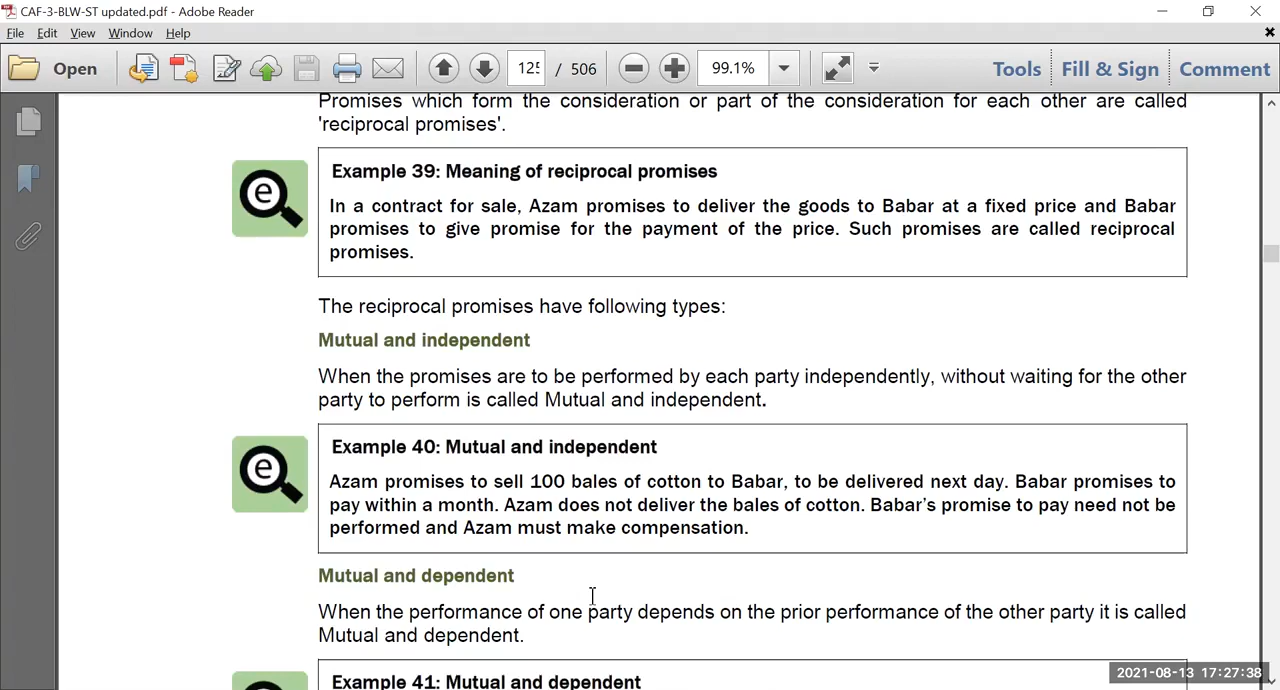 CAF-3-BLW-ST updated.pdf - Adobe Reader
File Edit View Window Help
Open 125 / 506 99.1% Tools Fill & Sign Comment
Promises which form the consideration or part of the consideration for each other are called
'reciprocal promises'.
Example 39: Meaning of reciprocal promises
In a contract for sale, Azam promises to deliver the goods to Babar at a fixed price and Babar
promises to give promise for the payment of the price. Such promises are called reciprocal
promises.
The reciprocal promises have following types:
Mutual and independent
When the promises are to be performed by each party independently, without waiting for the other
party to perform is called Mutual and independent.
Example 40: Mutual and independent
Azam promises to sell 100 bales of cotton to Babar, to be delivered next day. Babar promises to
pay within a month. Azam does not deliver the bales of cotton. Babar's promise to pay need not be
performed and Azam must make compensation.
Mutual and dependent
When the performance of one party depends on the prior performance of the other party it is called
Mutual and dependent.
Example 41: Mutual and dependent
2021-08-13 17:27:38